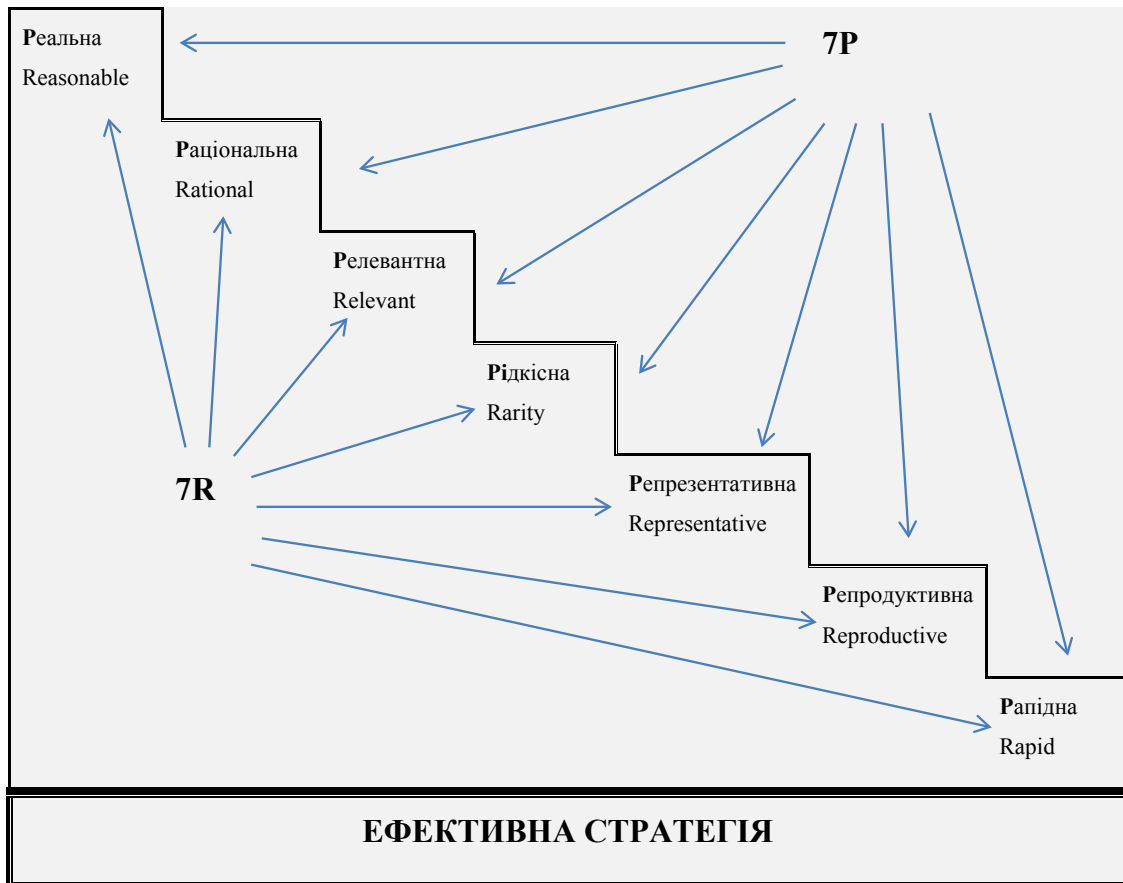 Реальна
Reasonable
7Р
Раціональна
Rational
Релевантна
Relevant
Рідкісна
Rarity
7R
Репрезентативна
Representative
Репродуктивна
Reproductive
Рапідна
Rapid
ЕФЕКТИВНА СТРАТЕГІЯ